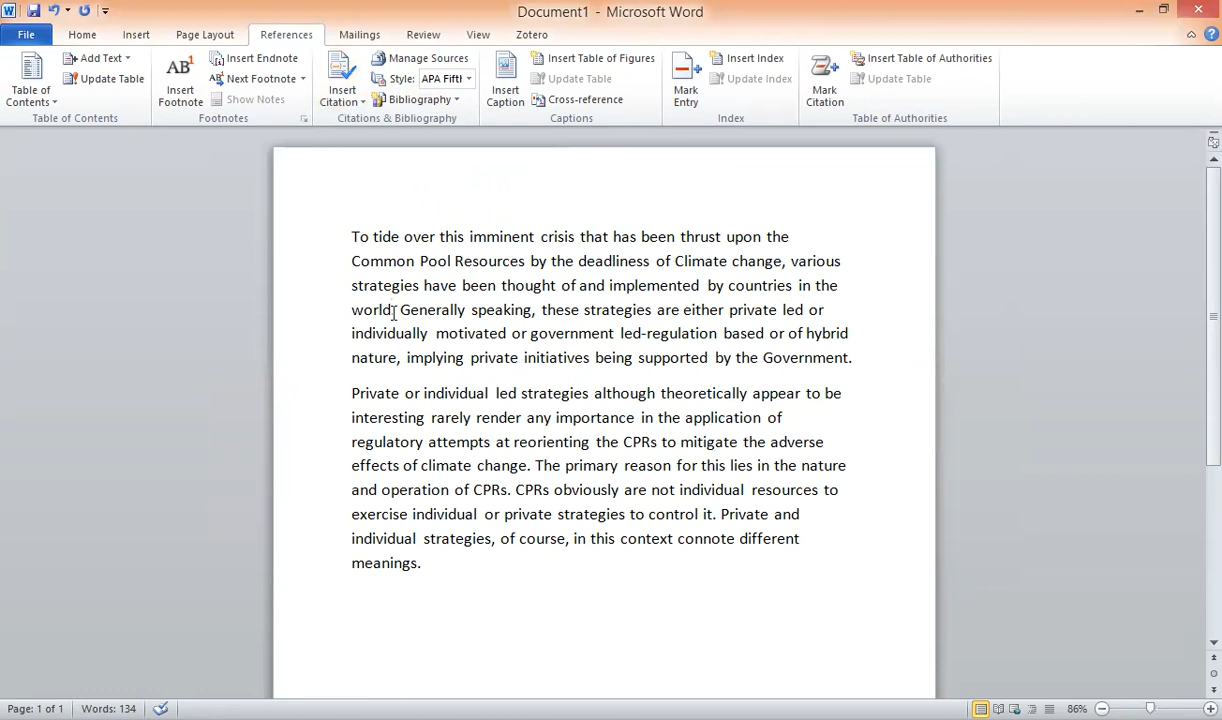 Document1 - Microsoft Word
File Home Insert Page Layout References Mailings Review View Zotero
Table of Contents
Add Text
Update Table
Table of Contents
AB¹
Insert Footnote
Insert Endnote
Next Footnote
Show Notes
Footnotes
Insert Citation
Manage Sources
Style: APA Fift
Bibliography
Citations & Bibliography
Insert Caption
Insert Table of Figures
Update Table
Cross-reference
Captions
Mark Entry
Insert Index
Update Index
Index
Mark Citation
Insert Table of Authorities
Update Table
Table of Authorities
To tide over this imminent crisis that has been thrust upon the
Common Pool Resources by the deadliness of Climate change, various
strategies have been thought of and implemented by countries in the
world. Generally speaking, these strategies are either private led or
individually motivated or government led-regulation based or of hybrid
nature, implying private initiatives being supported by the Government.
Private or individual led strategies although theoretically appear to be
interesting rarely render any importance in the application of
regulatory attempts at reorienting the CPRs to mitigate the adverse
effects of climate change. The primary reason for this lies in the nature
and operation of CPRs. CPRs obviously are not individual resources to
exercise individual or private strategies to control it. Private and
individual strategies, of course, in this context connote different
meanings.
Page: 1 of 1 Words: 134 86%